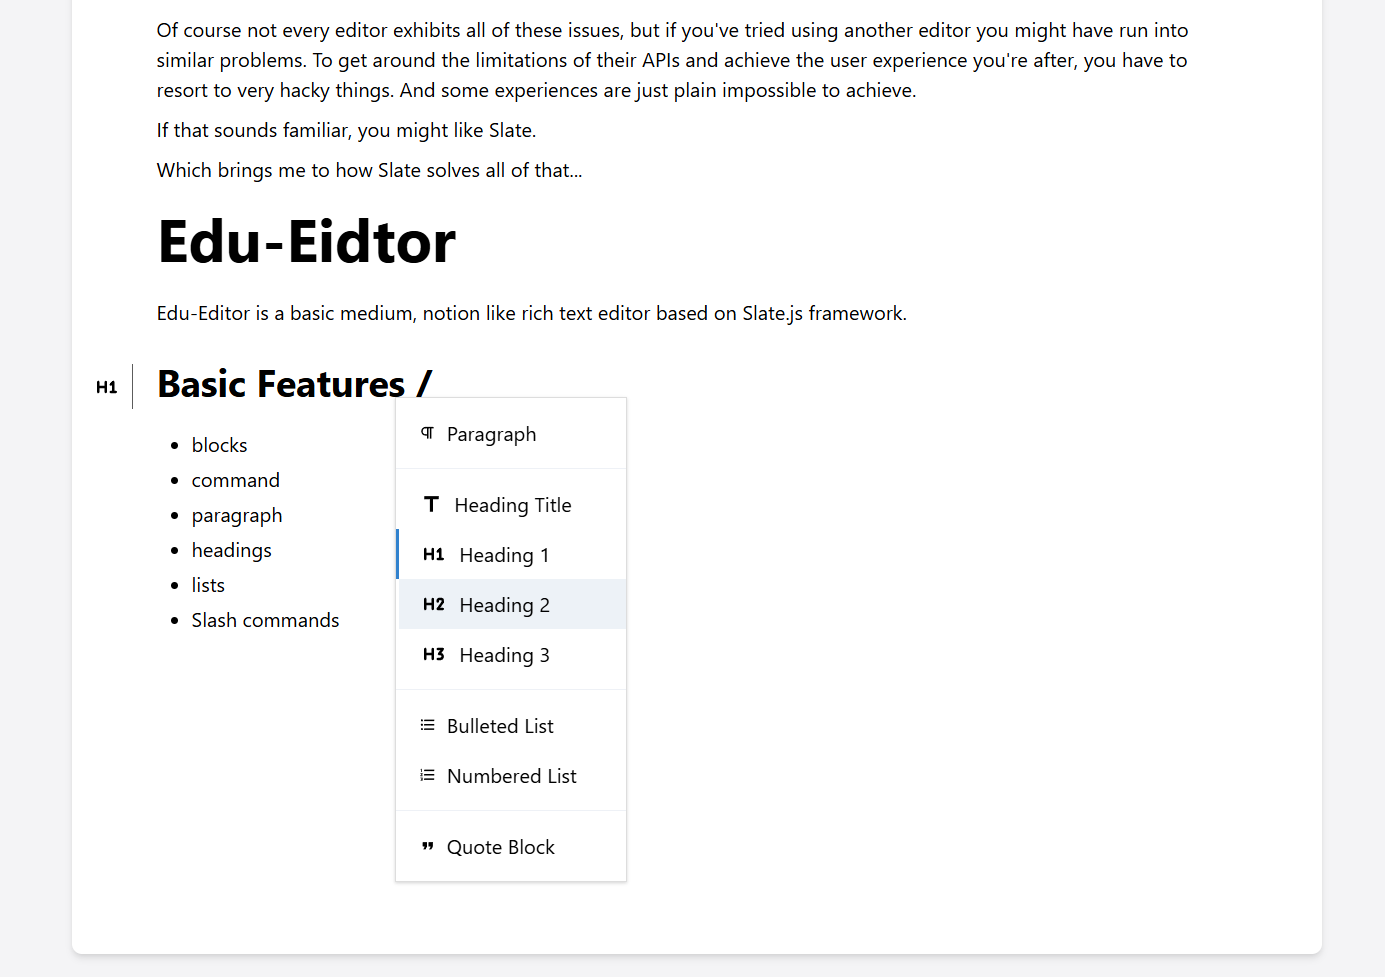 Of course not every editor exhibits all of these issues, but if you've tried using another editor you might have run into
similar problems. To get around the limitations of their APIs and achieve the user experience you're after, you have to
resort to very hacky things. And some experiences are just plain impossible to achieve.
If that sounds familiar, you might like Slate.
Which brings me to how Slate solves all of that...
Edu-Eidtor
Edu-Editor is a basic medium, notion like rich text editor based on Slate.js framework.
H1 Basic Features /
• blocks
• command
• paragraph
• headings
• lists
• Slash commands
¶ Paragraph
T Heading Title
H1 Heading 1
H2 Heading 2
H3 Heading 3
Bulleted List
Numbered List
" Quote Block